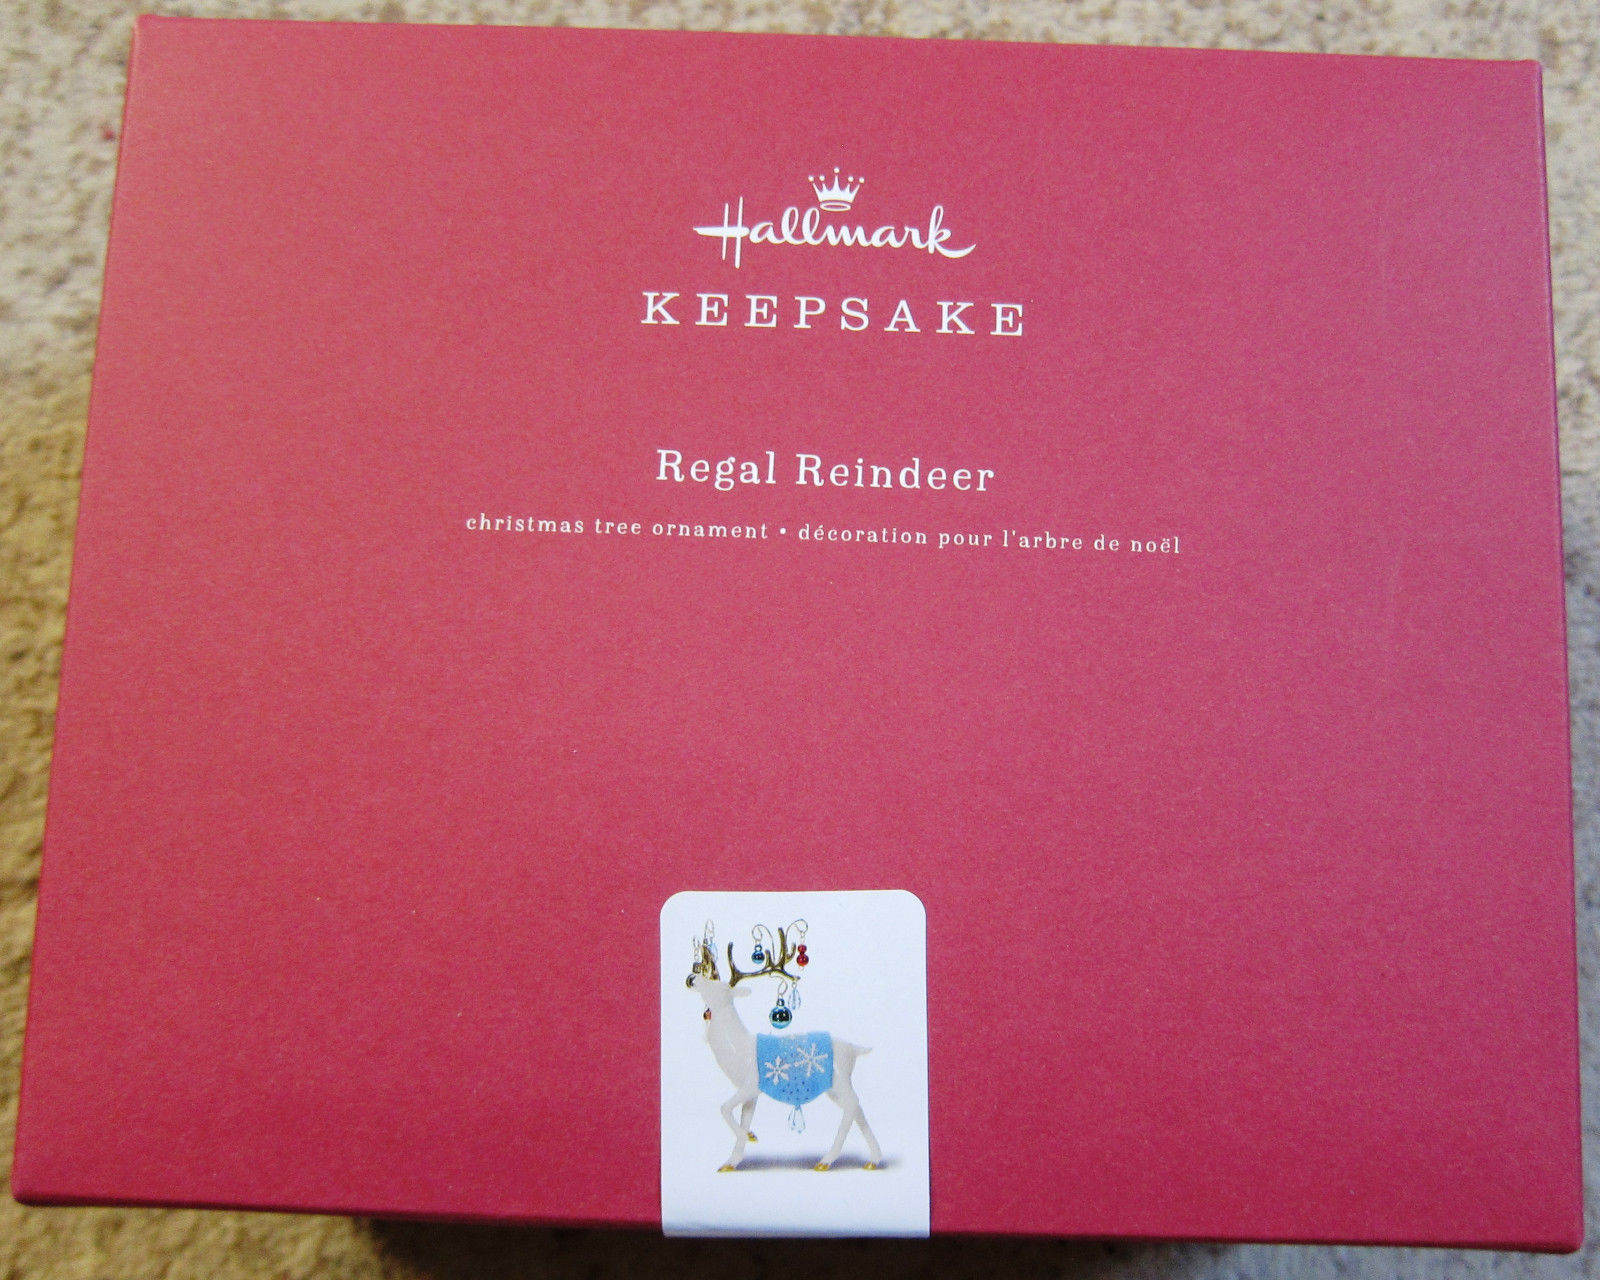 Hallmark
KEEPSAKE
Regal Reindeer
christmas tree ornament • décoration pour l'arbre de noël